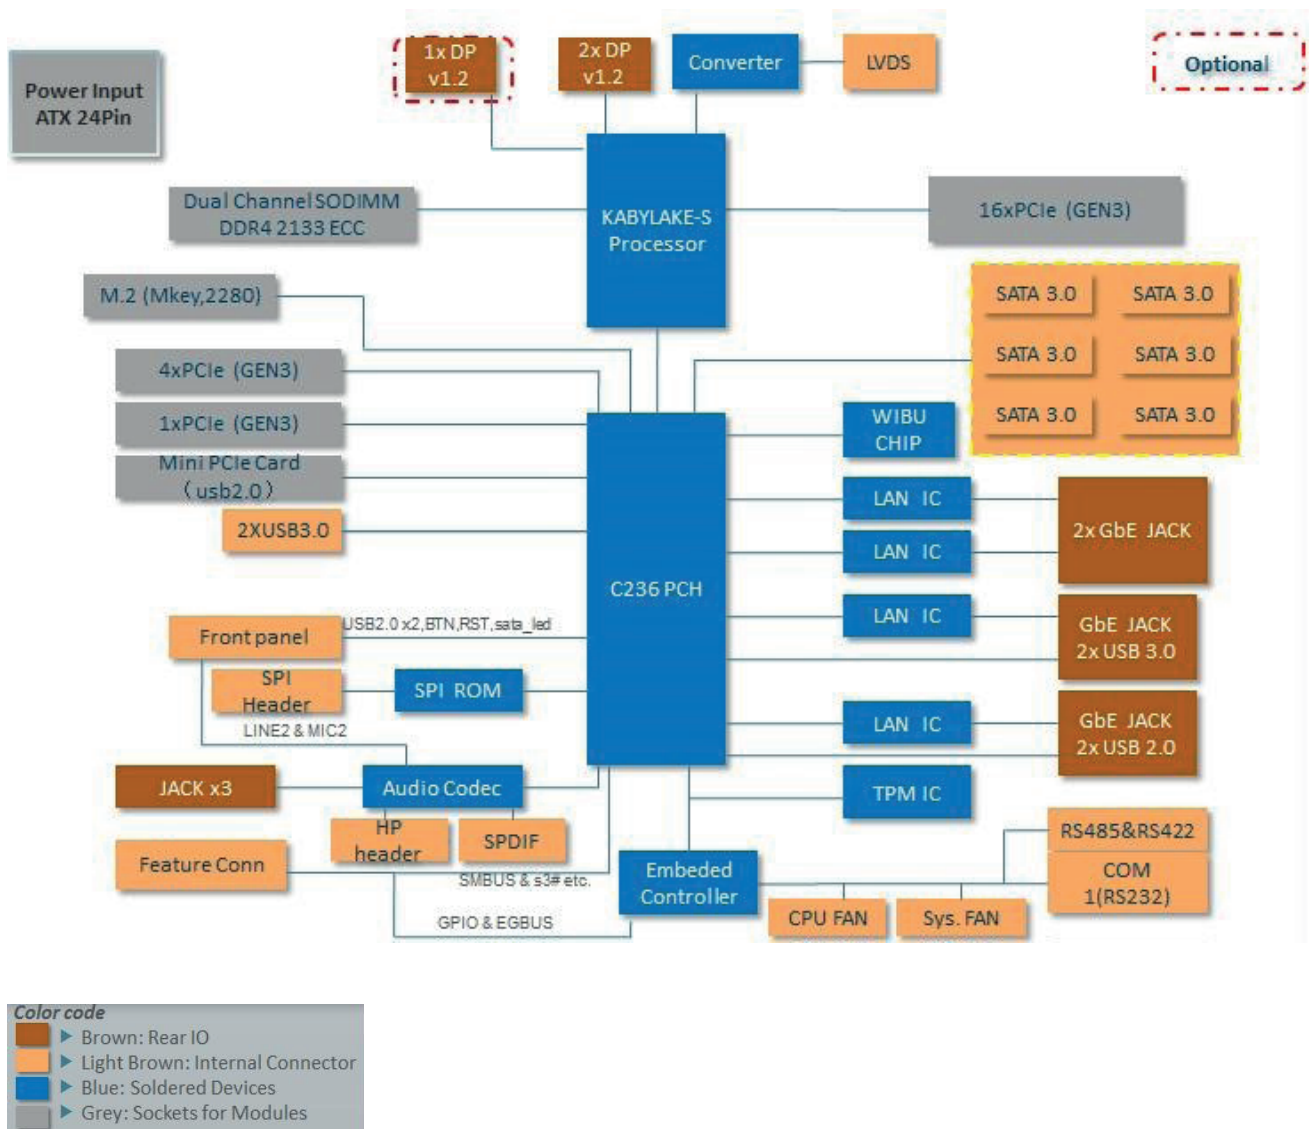 1x DP
v1.2
2x DP
v1.2
Converter
LVDS
Optional
Power Input
ATX 24Pin
Dual Channel SODIMM
DDR4 2133 ECC
KABYLAKE-S
Processor
16xPCIe (GEN3)
M.2 (Mkey,2280)
SATA 3.0
SATA 3.0
SATA 3.0
SATA 3.0
SATA 3.0
SATA 3.0
4xPCIe (GEN3)
1xPCIe (GEN3)
Mini PCIe Card
(usb2.0)
2XUSB3.0
WIBU
CHIP
LAN IC
LAN IC
2x GbE JACK
C236 PCH
LAN IC
GbE JACK
2x USB 3.0
Front panel
USB2.0 x2,BTN,RST,sata_led
SPI
Header
SPI ROM
LINE2 & MIC2
LAN IC
GbE JACK
2x USB 2.0
JACK x3
Audio Codec
TPM IC
HP
header
SPDIF
Feature Conn
SMBUS & s3# etc.
GPIO & EGBUS
Embeded
Controller
RS485&RS422
COM
1(RS232)
CPU FAN
Sys. FAN
Color code
Brown: Rear IO
Light Brown: Internal Connector
Blue: Soldered Devices
Grey: Sockets for Modules